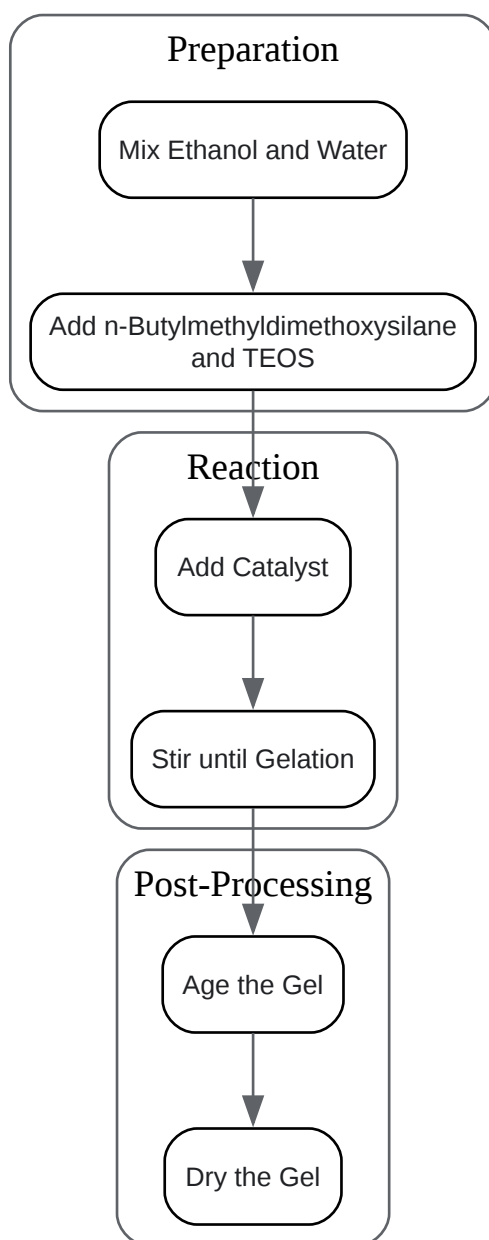 Preparation
Mix Ethanol and Water
Add n-Butylmethyldimethoxysilane
and TEOS
Reaction
Add Catalyst
Stir until Gelation
Post-Processing
Age the Gel
Dry the Gel